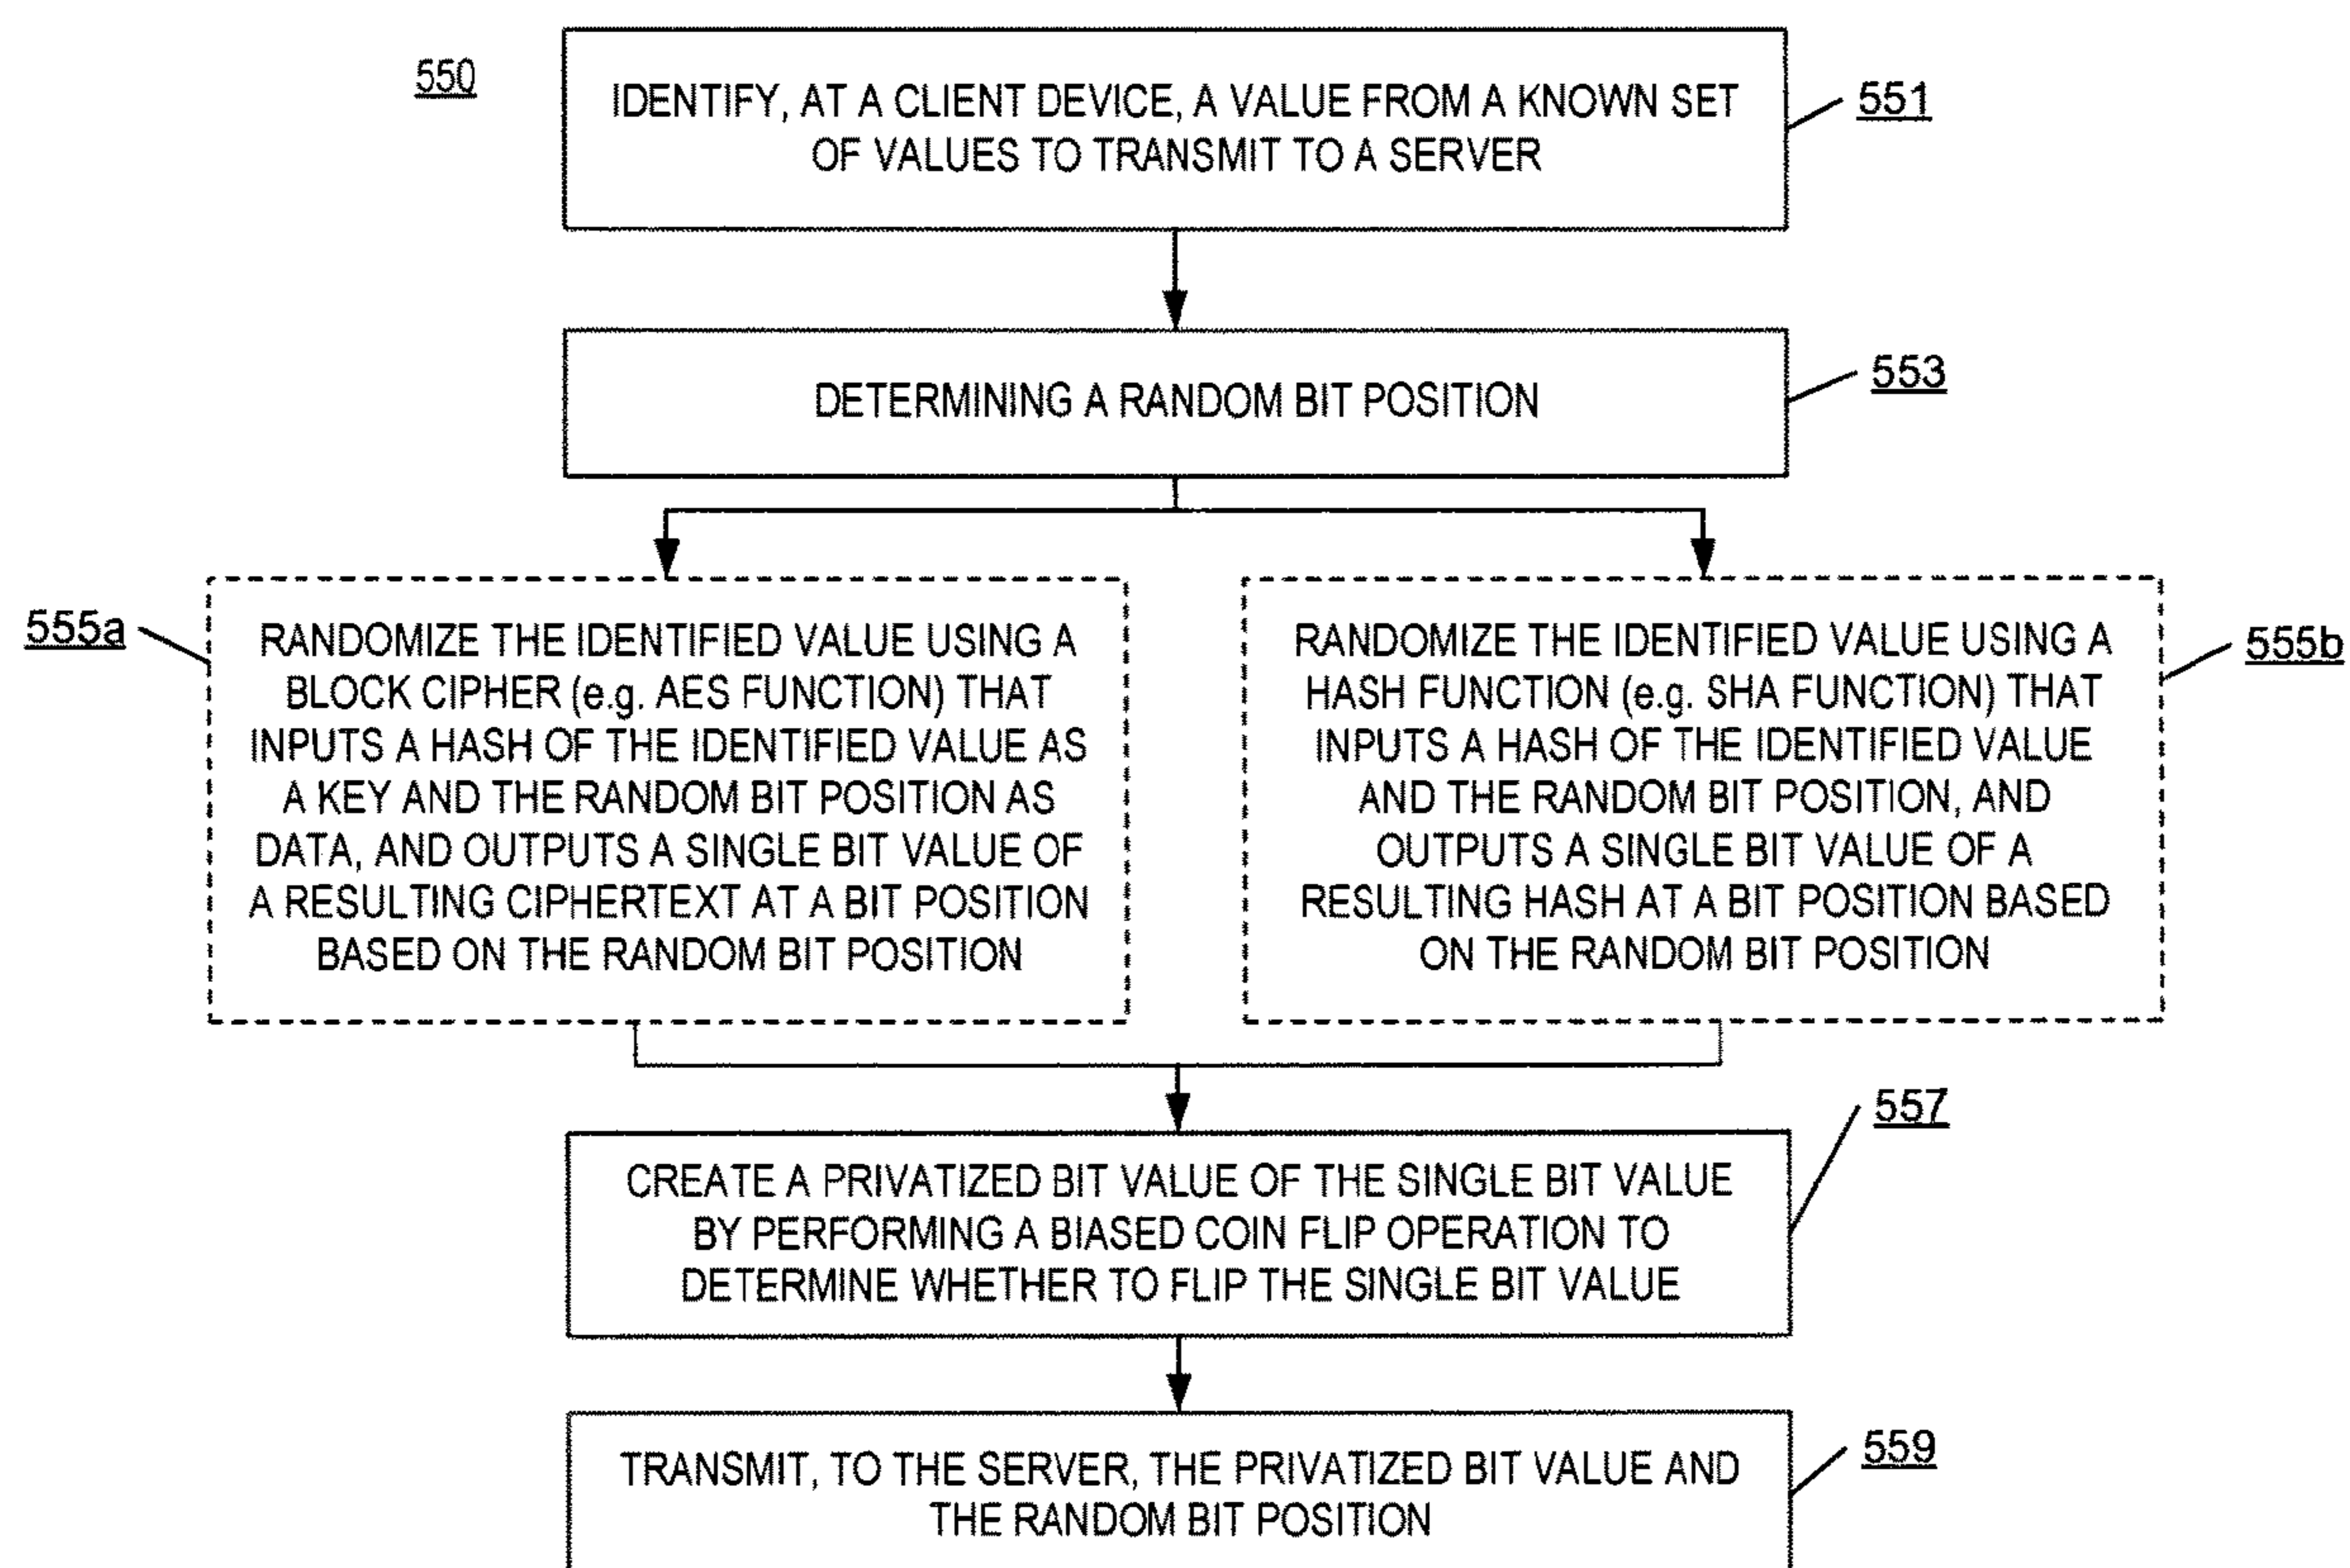 550
IDENTIFY, AT A CLIENT DEVICE, A VALUE FROM A KNOWN SET
OF VALUES TO TRANSMIT TO A SERVER
551
DETERMINING A RANDOM BIT POSITION
553
555a
RANDOMIZE THE IDENTIFIED VALUE USING A
BLOCK CIPHER (e.g. AES FUNCTION) THAT
INPUTS A HASH OF THE IDENTIFIED VALUE AS
A KEY AND THE RANDOM BIT POSITION AS
DATA, AND OUTPUTS A SINGLE BIT VALUE OF
A RESULTING CIPHERTEXT AT A BIT POSITION
BASED ON THE RANDOM BIT POSITION
RANDOMIZE THE IDENTIFIED VALUE USING A
HASH FUNCTION (e.g. SHA FUNCTION) THAT
INPUTS A HASH OF THE IDENTIFIED VALUE
AND THE RANDOM BIT POSITION, AND
OUTPUTS A SINGLE BIT VALUE OF A
RESULTING HASH AT A BIT POSITION BASED
ON THE RANDOM BIT POSITION
555b
CREATE A PRIVATIZED BIT VALUE OF THE SINGLE BIT VALUE
BY PERFORMING A BIASED COIN FLIP OPERATION TO
DETERMINE WHETHER TO FLIP THE SINGLE BIT VALUE
557
TRANSMIT, TO THE SERVER, THE PRIVATIZED BIT VALUE AND
THE RANDOM BIT POSITION
559